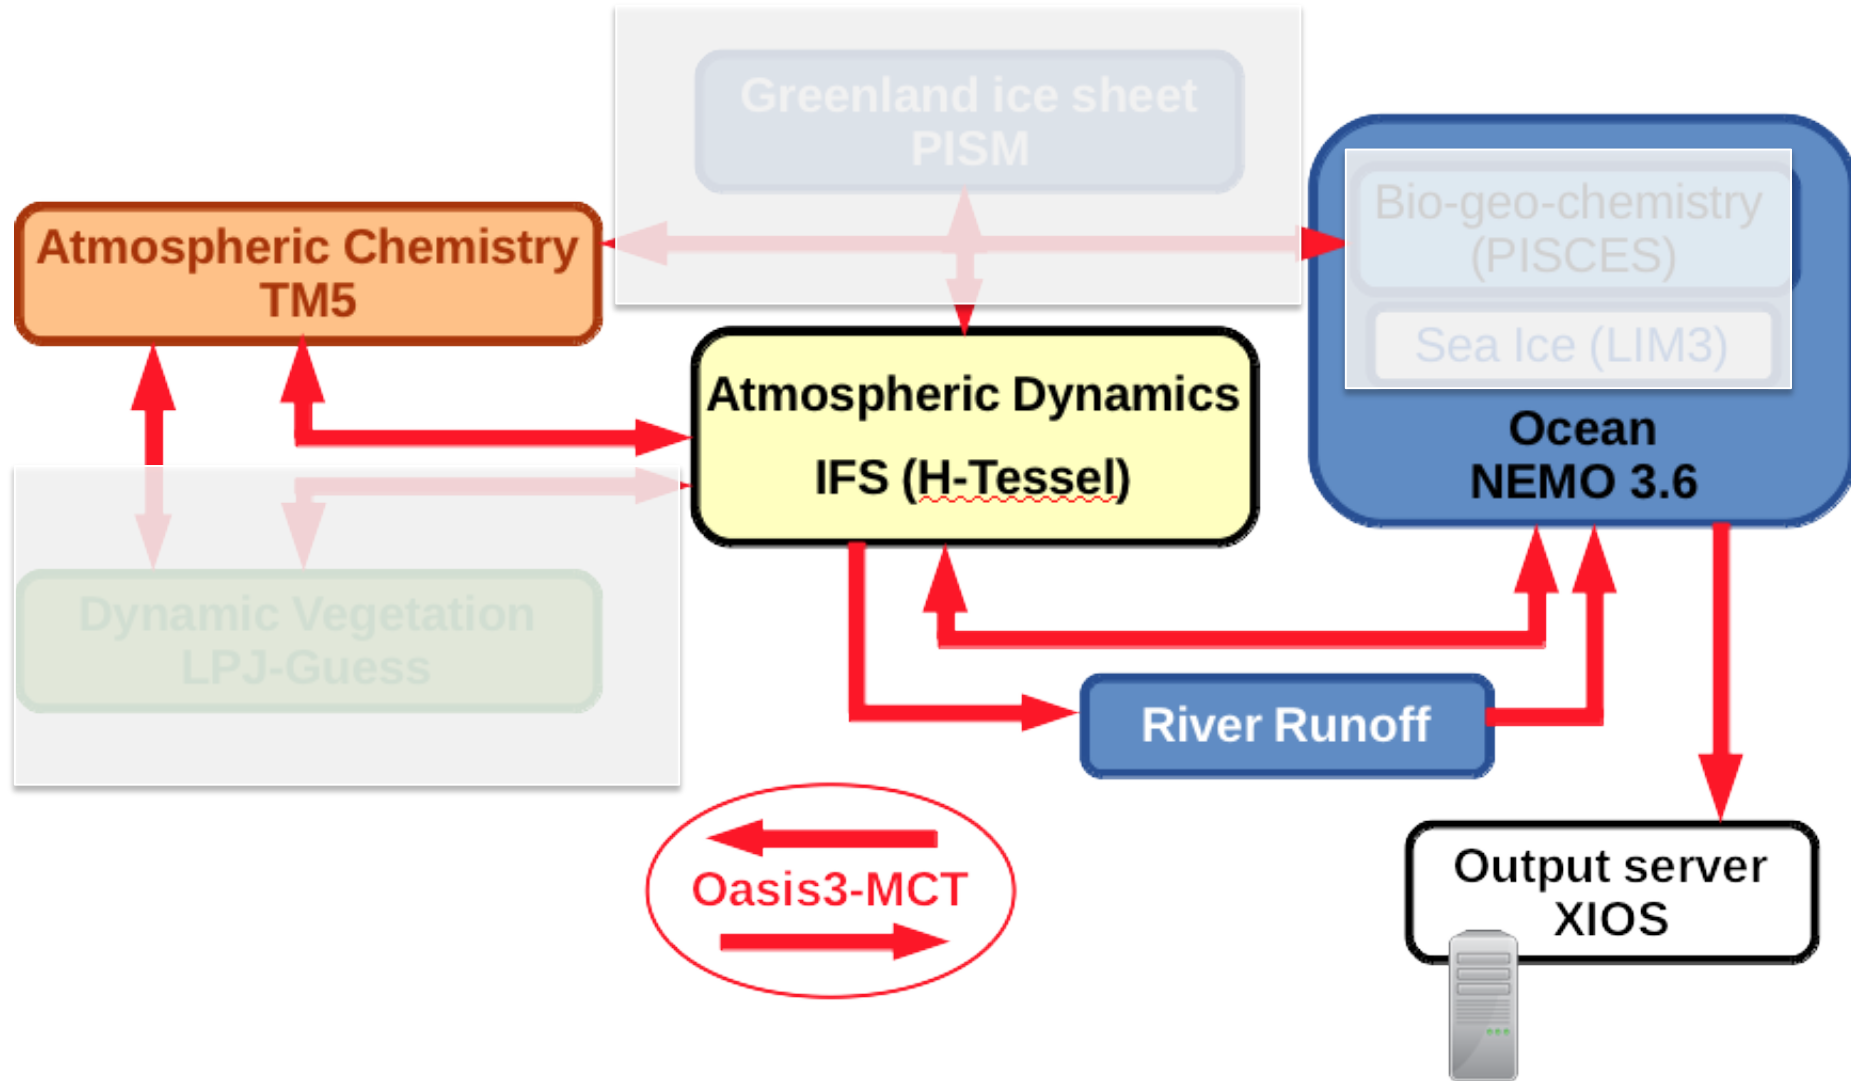 Greenland ice sheet
PISM
Atmospheric Chemistry
TM5
Bio-geo-chemistry
(PISCES)
Sea Ice (LIM3)
Ocean
NEMO 3.6
Atmospheric Dynamics
IFS (H-Tessel)
Dynamic Vegetation
LPJ-Guess
River Runoff
Oasis3-MCT
Output server
XIOS